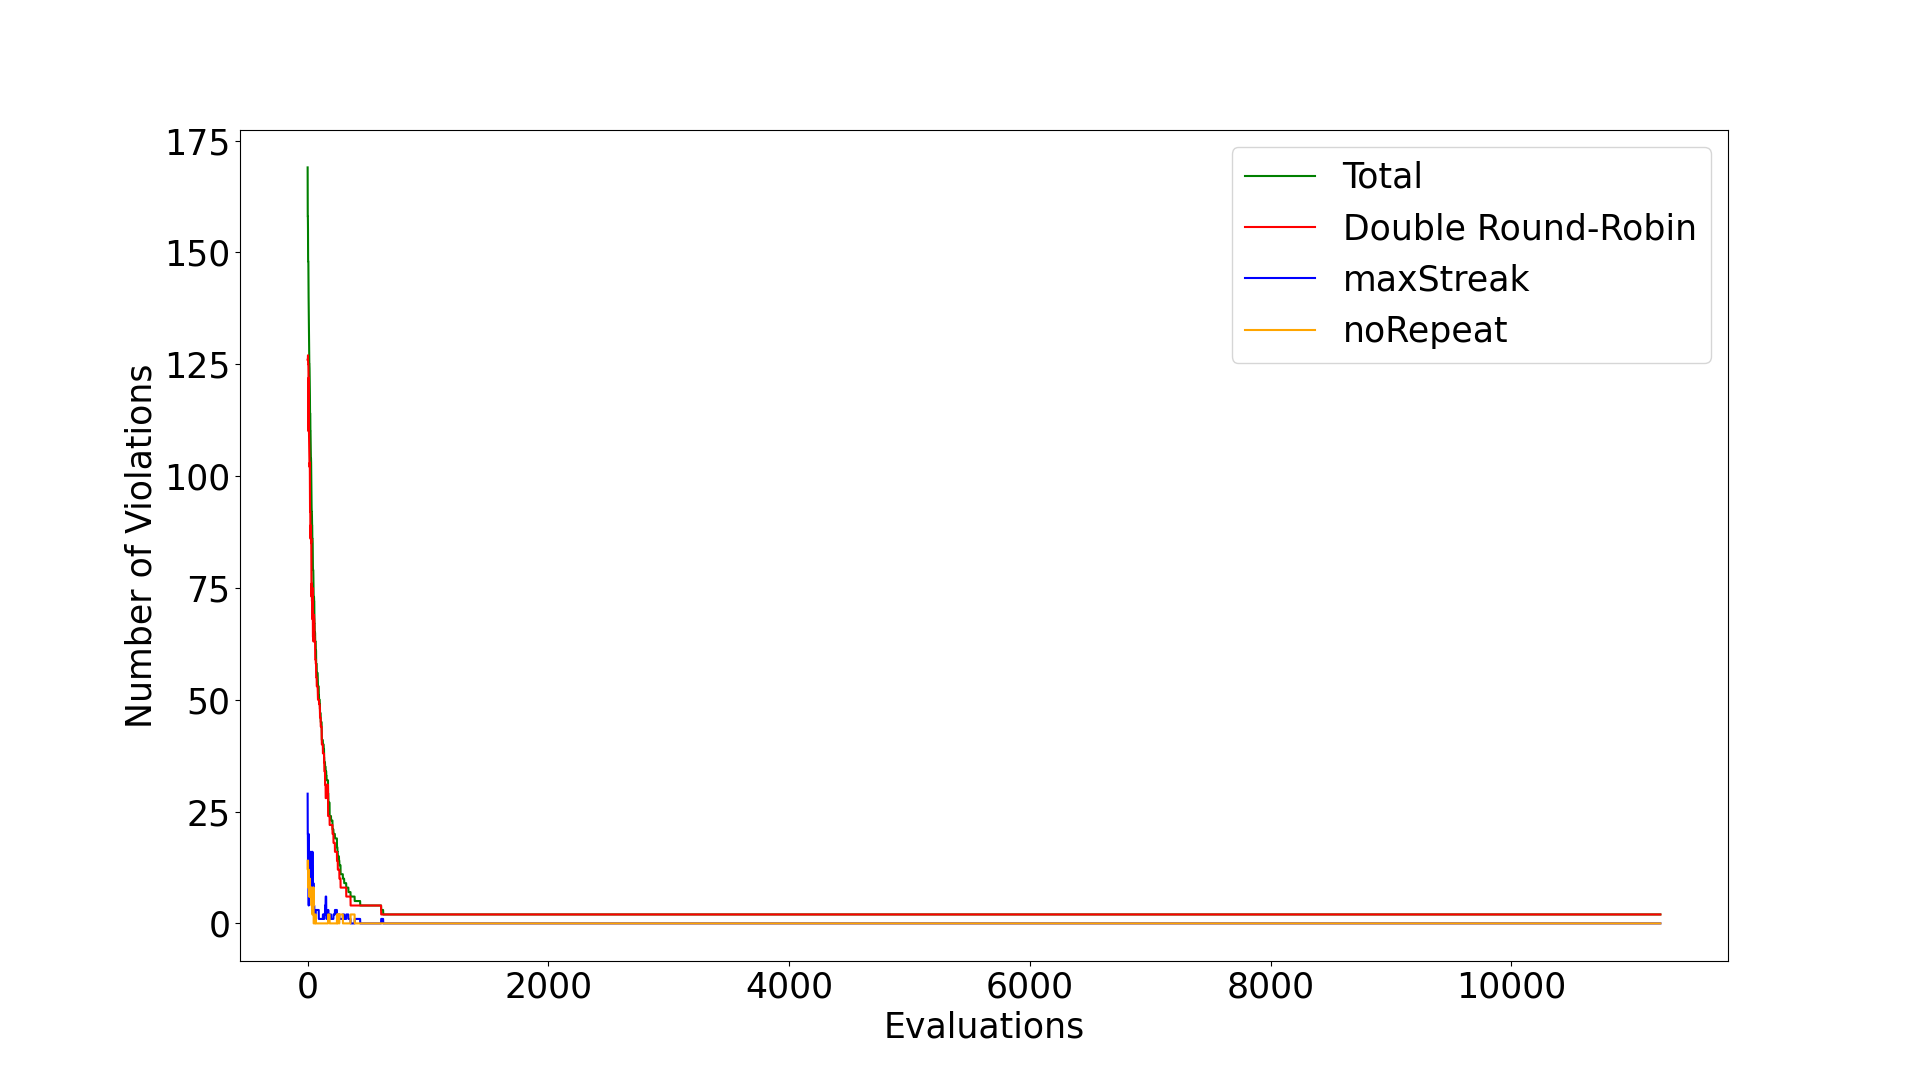 175
150
125
100
75
50
25
0
Number of Violations
0 2000 4000 6000 8000 10000
Evaluations
Total
Double Round-Robin
maxStreak
noRepeat